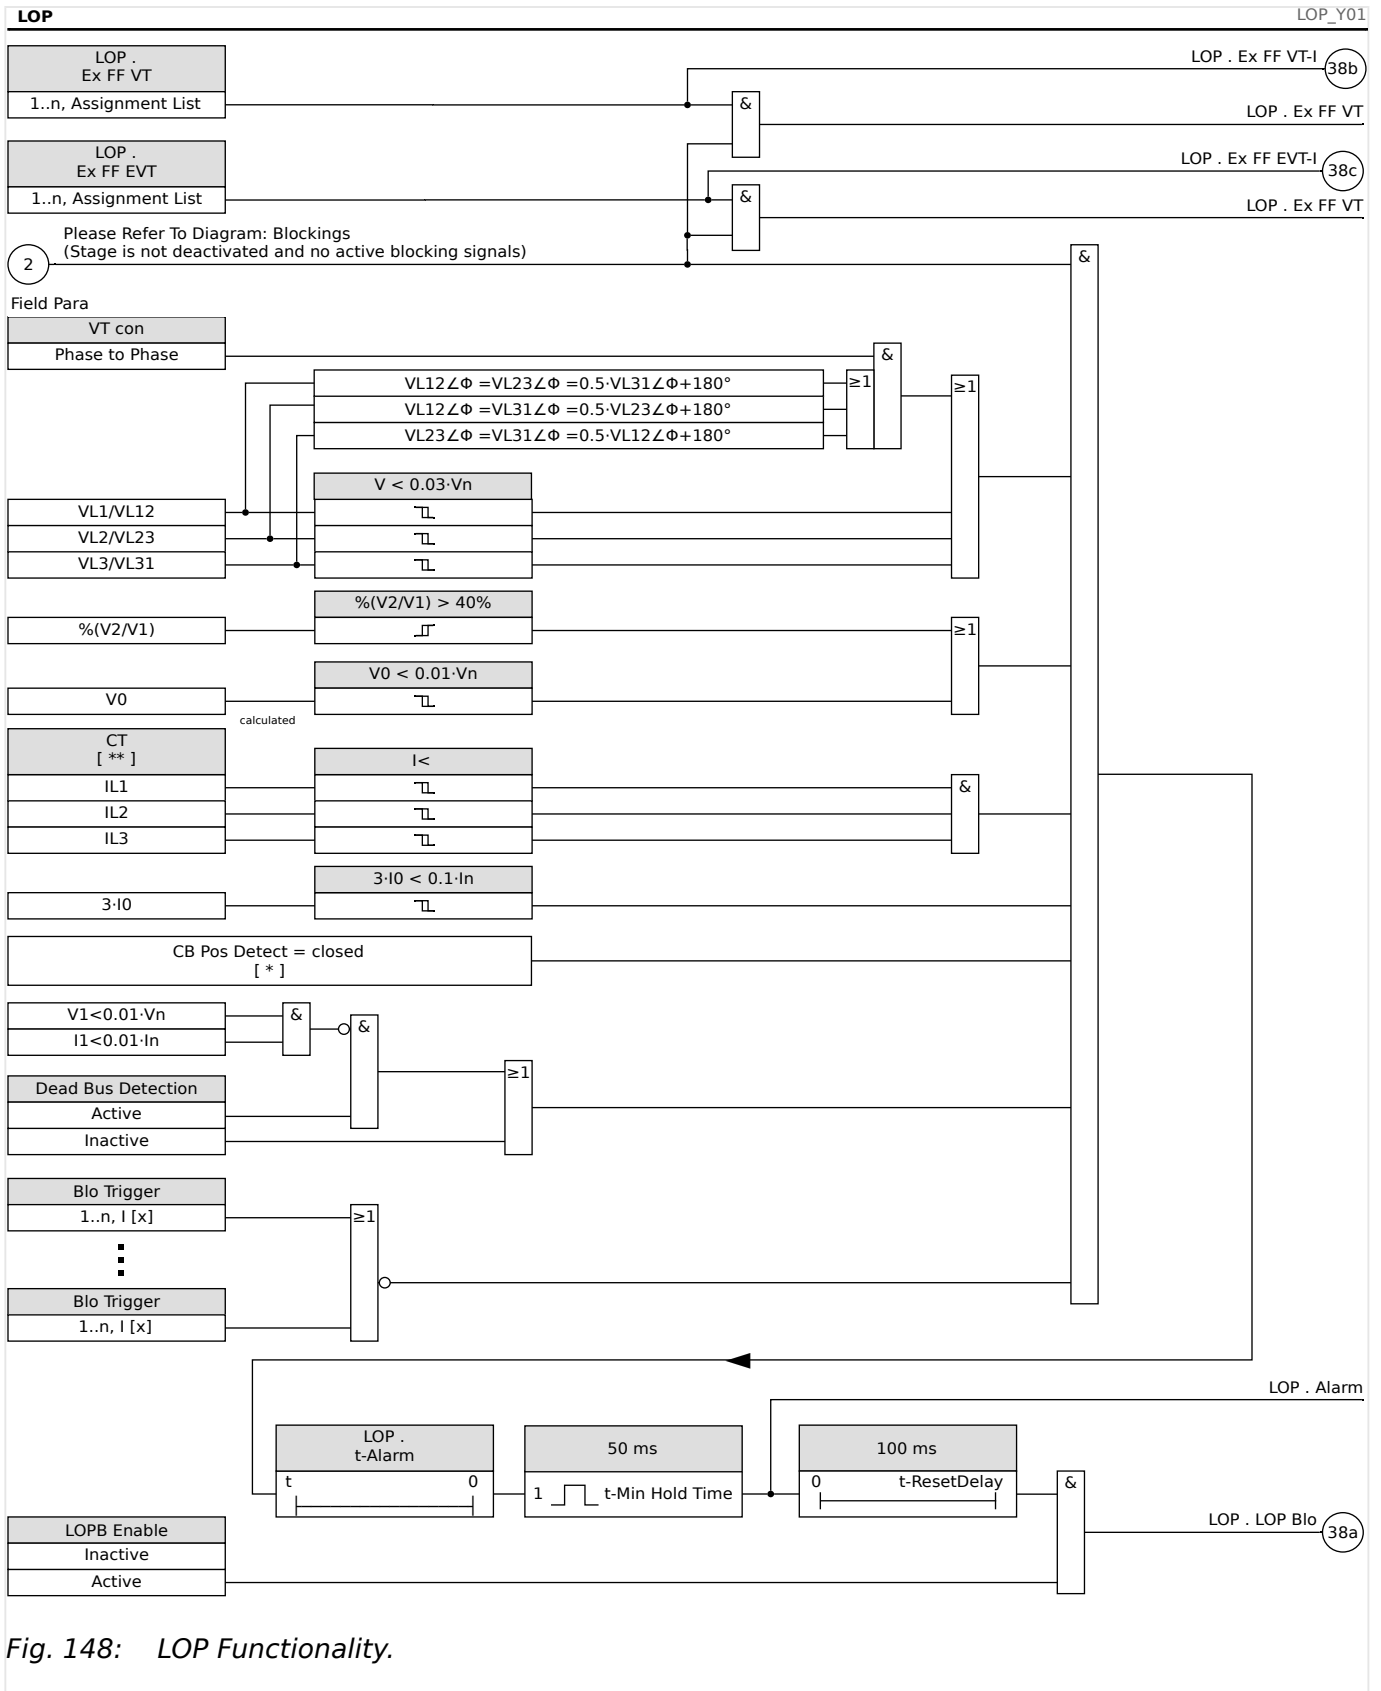 LOP
LOP_Y01
LOP .
Ex FF VT
1..n, Assignment List
LOP . Ex FF VT-I
38b
&
LOP . Ex FF VT
LOP .
Ex FF EVT
1..n, Assignment List
LOP . Ex FF EVT-I
38c
&
LOP . Ex FF VT
Please Refer To Diagram: Blockings
(Stage is not deactivated and no active blocking signals)
2
&
Field Para
VT con
Phase to Phase
&
VL12∠Φ =VL23∠Φ =0.5·VL31∠Φ+180°
≥1
≥1
VL12∠Φ =VL31∠Φ =0.5·VL23∠Φ+180°
VL23∠Φ =VL31∠Φ =0.5·VL12∠Φ+180°
V < 0.03·Vn
VL1/VL12
VL2/VL23
VL3/VL31
%(V2/V1) > 40%
%(V2/V1)
≥1
V0 < 0.01·Vn
V0
calculated
CT
[ ** ]
I<
IL1
&
IL2
IL3
3·I0 < 0.1·In
3·I0
CB Pos Detect = closed
[ * ]
V1<0.01·Vn
&
&
I1<0.01·In
≥1
Dead Bus Detection
Active
Inactive
Blo Trigger
1..n, I [x]
≥1
Blo Trigger
1..n, I [x]
LOP . Alarm
LOP .
t-Alarm
50 ms
100 ms
t 0
1 t-Min Hold Time
0 t-ResetDelay
&
LOPB Enable
Inactive
Active
LOP . LOP Blo
38a
Fig. 148: LOP Functionality.